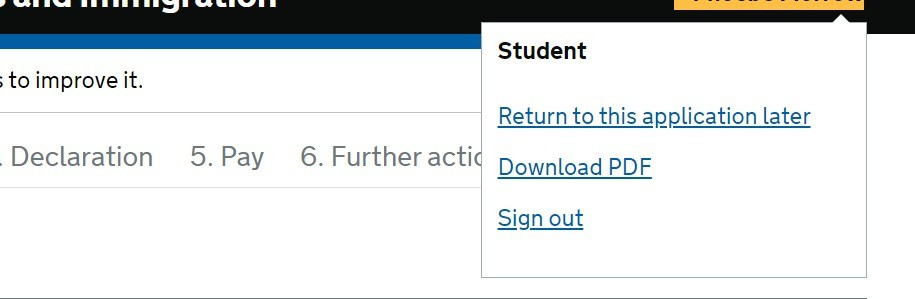 and immigration
Student
s to improve it.
Return to this application later
. Declaration 5. Pay 6. Further actio
Download PDF
Sign out